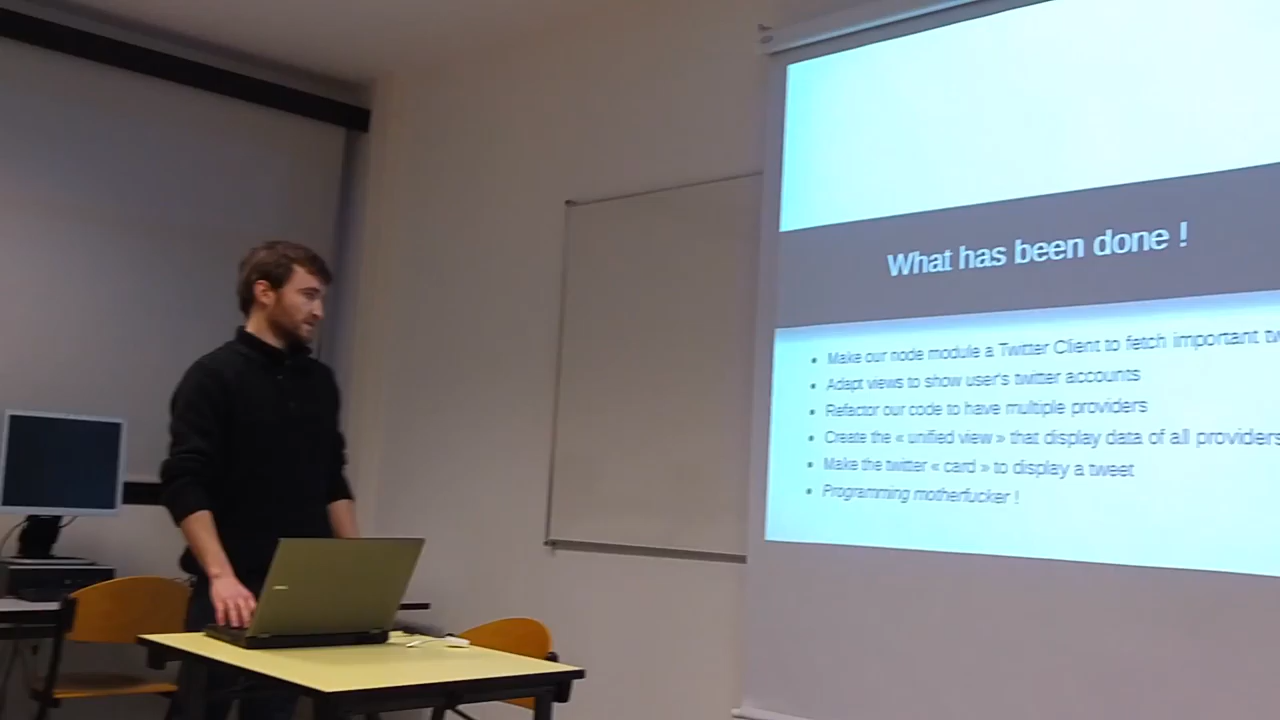 What has been done !
Make our node module a Twitter Client to fetch important tw
Adapt views to show user's twitter accounts
Refactor our code to have multiple providers
Create the « unified view » that display data of all providers
Make the twitter « card » to display a tweet
Programming motherfucker !